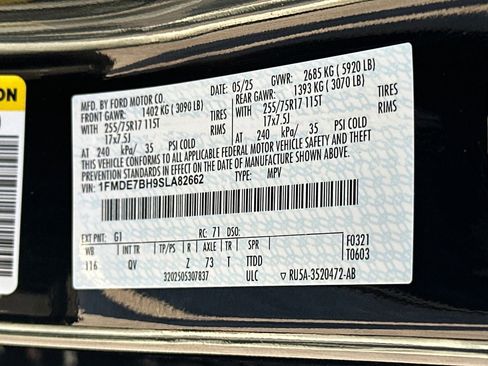 ON
MFD. BY FORD MOTOR CO.
DATE: 05/25 GVWR: 2685 KG ( 5920 LB)
FRONT GAWR: 1402 KG ( 3090 LB) REAR GAWR: 1393 KG ( 3070 LB)
WITH 255/75R17 115T TIRES WITH 255/75R17 115T TIRES
17x7.5J RIMS 17x7.5J RIMS
AT 240 kPa/ 35 PSI COLD AT 240 kPa/ 35 PSI COLD
THIS VEHICLE CONFORMS TO ALL APPLICABLE FEDERAL MOTOR VEHICLE SAFETY AND THEFT PREVENTION STANDARDS IN
EFFECT ON THE DATE OF MANUFACTURE SHOWN ABOVE.
VIN: 1FMDE7BH9SLA82662 TYPE: MPV
EXT PNT: G1 RC: 71 DSO: F0321
WB INT TR TP/PS R AXLE TR SPR T0603
116 QV Z 73 T TTDD
3202505307837 ULC ▽ RU5A-3520472-AB